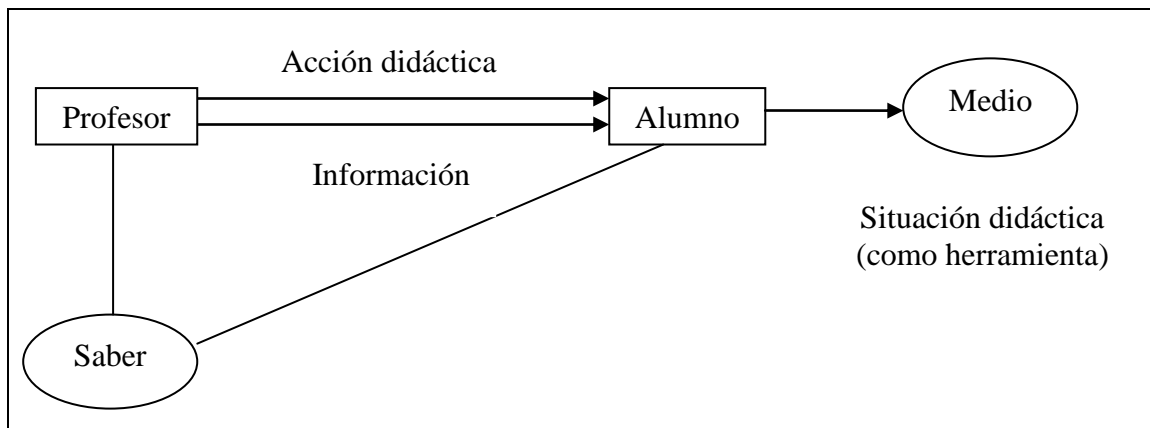 Acción didáctica
Profesor
Alumno
Medio
Información
Situación didáctica
(como herramienta)
Saber